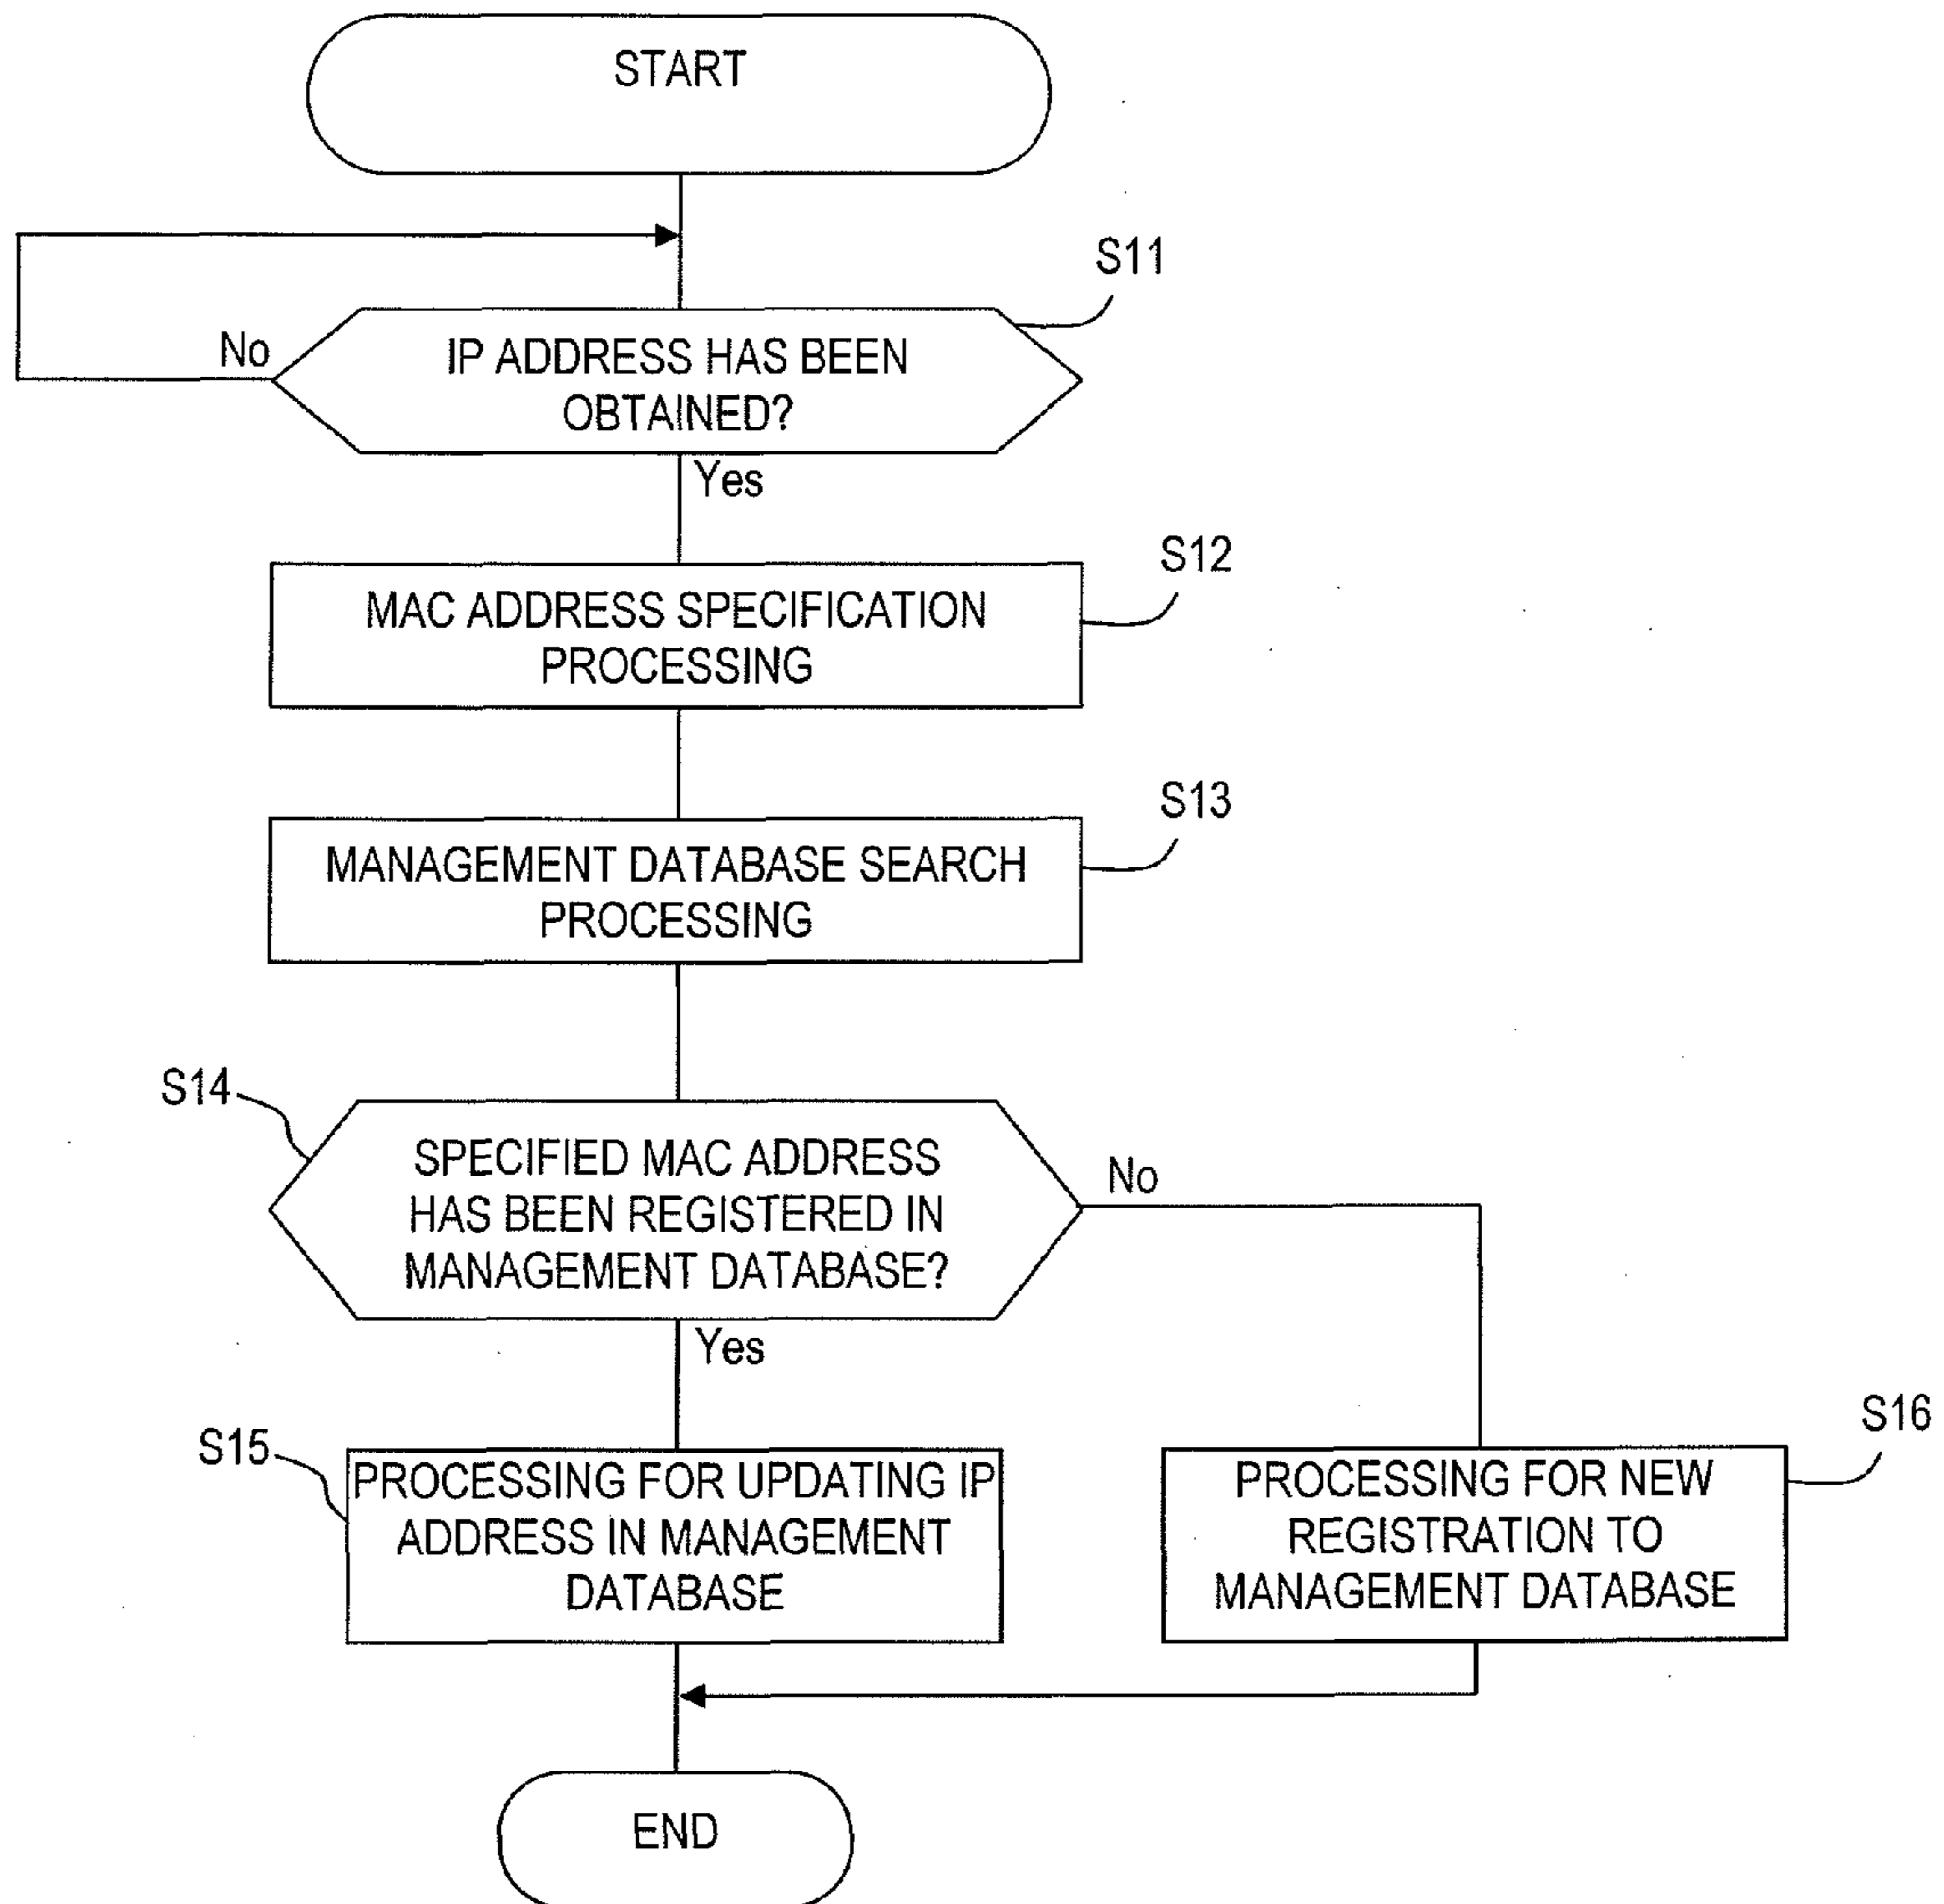 START
S11
No
IP ADDRESS HAS BEEN
OBTAINED?
Yes
S12
MAC ADDRESS SPECIFICATION
PROCESSING
S13
MANAGEMENT DATABASE SEARCH
PROCESSING
S14
SPECIFIED MAC ADDRESS
HAS BEEN REGISTERED IN
MANAGEMENT DATABASE?
No
Yes
S15
PROCESSING FOR UPDATING IP
ADDRESS IN MANAGEMENT
DATABASE
S16
PROCESSING FOR NEW
REGISTRATION TO
MANAGEMENT DATABASE
END